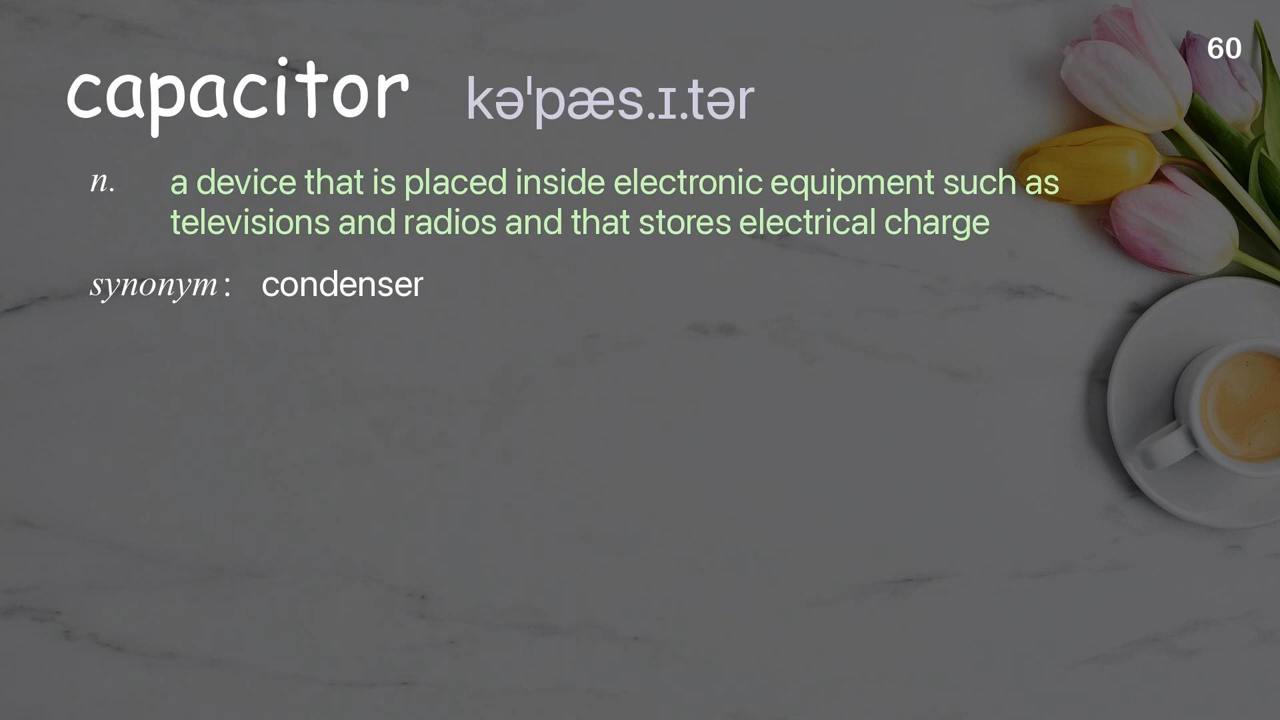 60
capacitor kəˈpæs.ɪ.tər
n. a device that is placed inside electronic equipment such as
televisions and radios and that stores electrical charge
synonym: condenser